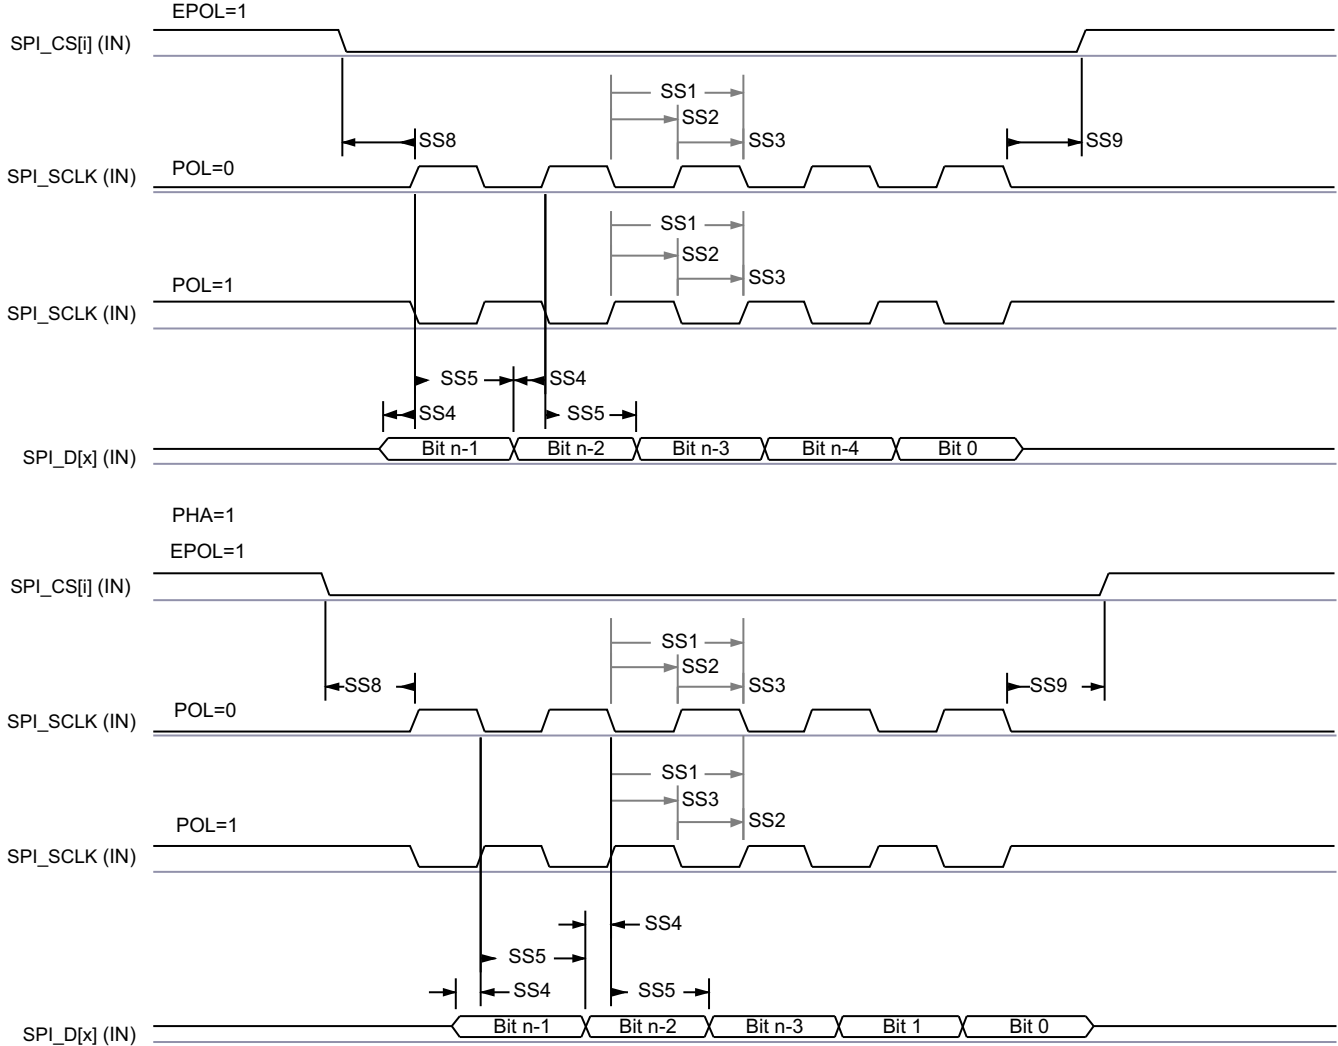 EPOL=1
SPI_CS[i] (IN)
SS1
SS2
SS8
SS3
SS9
POL=0
SPI_SCLK (IN)
SS1
SS2
SS3
POL=1
SPI_SCLK (IN)
SS5
SS4
SS4
SS5
SPI_D[x] (IN)
Bit n-1
Bit n-2
Bit n-3
Bit n-4
Bit 0
PHA=1
EPOL=1
SPI_CS[i] (IN)
SS1
SS2
SS8
SS3
SS9
POL=0
SPI_SCLK (IN)
SS1
SS3
SS2
POL=1
SPI_SCLK (IN)
SS4
SS5
SS4
SS5
SPI_D[x] (IN)
Bit n-1
Bit n-2
Bit n-3
Bit 1
Bit 0